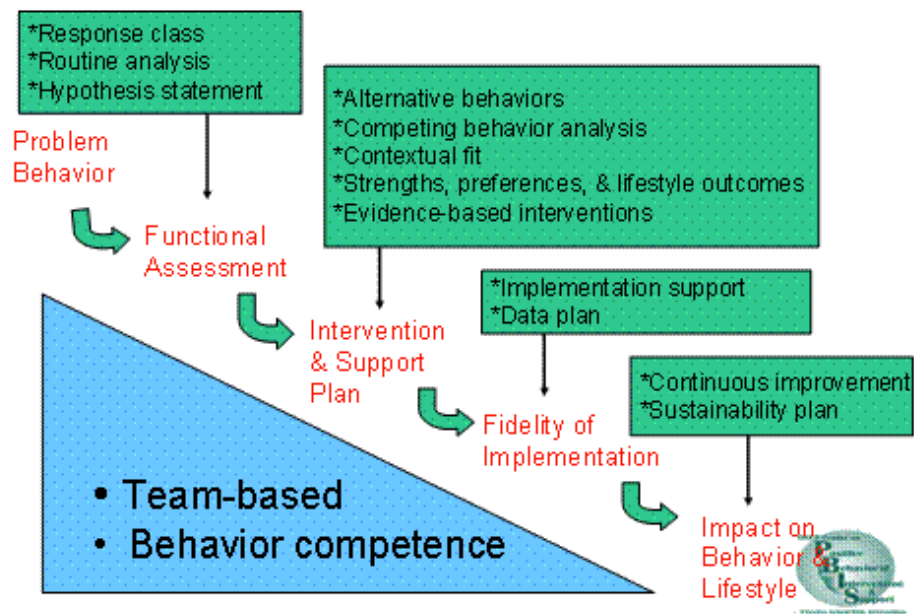 *Response class
*Routine analysis
*Hypothesis statement
*Alternative behaviors
*Competing behavior analysis
*Contextual fit
*Strengths, preferences, & lifestyle outcomes
*Evidence-based interventions
Problem
Behavior
Functional
Assessment
*Implementation support
*Data plan
Intervention
& Support
Plan
*Continuous improvement
*Sustainability plan
Fidelity of
Implementation
• Team-based
• Behavior competence
Impact on
Behavior &
Lifestyle